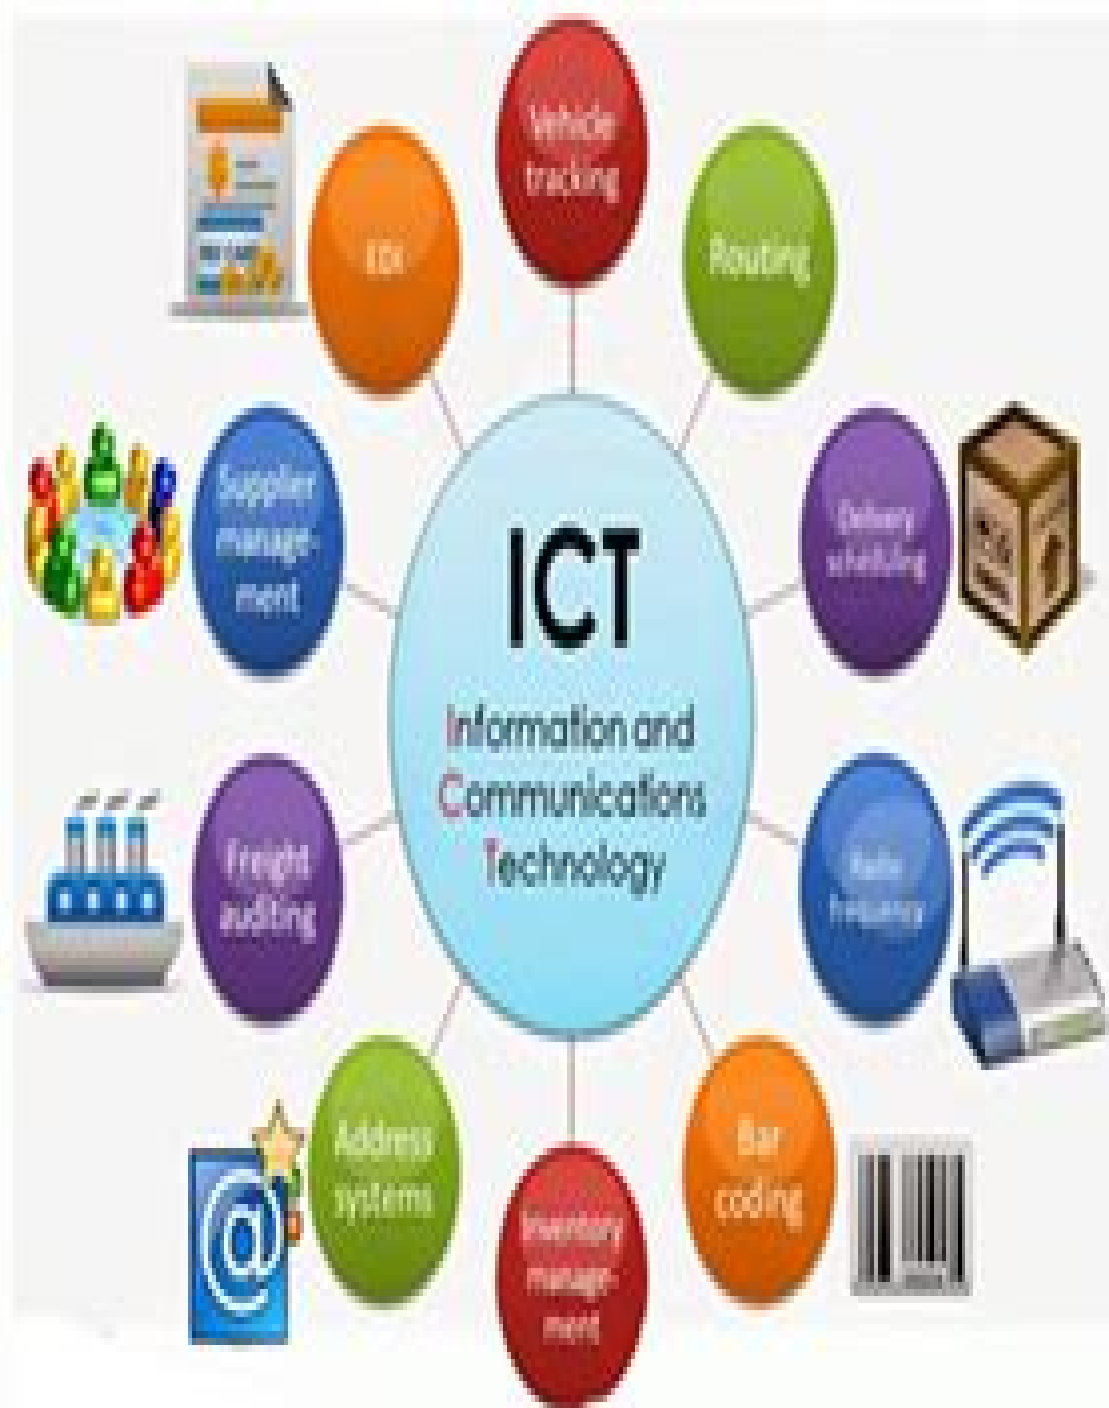 Vehicle
tracking
Routing
Delivery
scheduling
Radio
frequency
Bar
coding
Inventory
manage-
ment
Address
systems
Freight
auditing
Supplier
manage-
ment
EDI
ICT
Information and
Communications
Technology